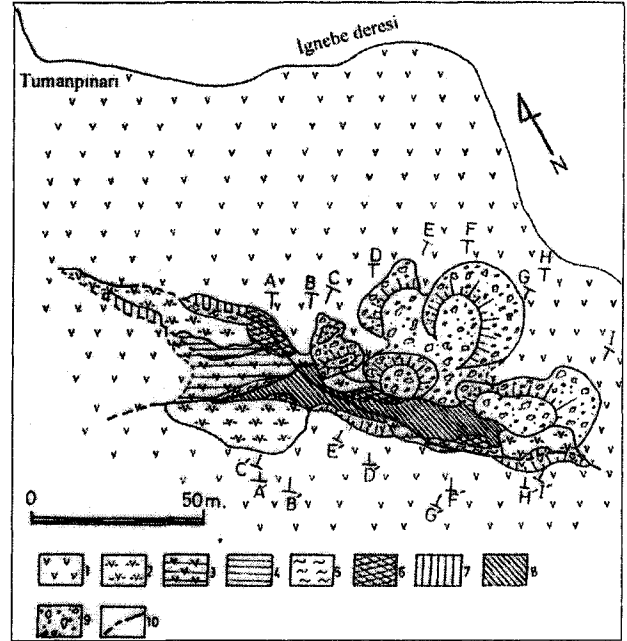 Ignebe deresi
Tumanpınarı
N
E F
D H
A B C G
I
E'
C' D'
A' B' F' H' I'
G'
0 50 m.
1 2 3 4 5 6 7 8
9 10